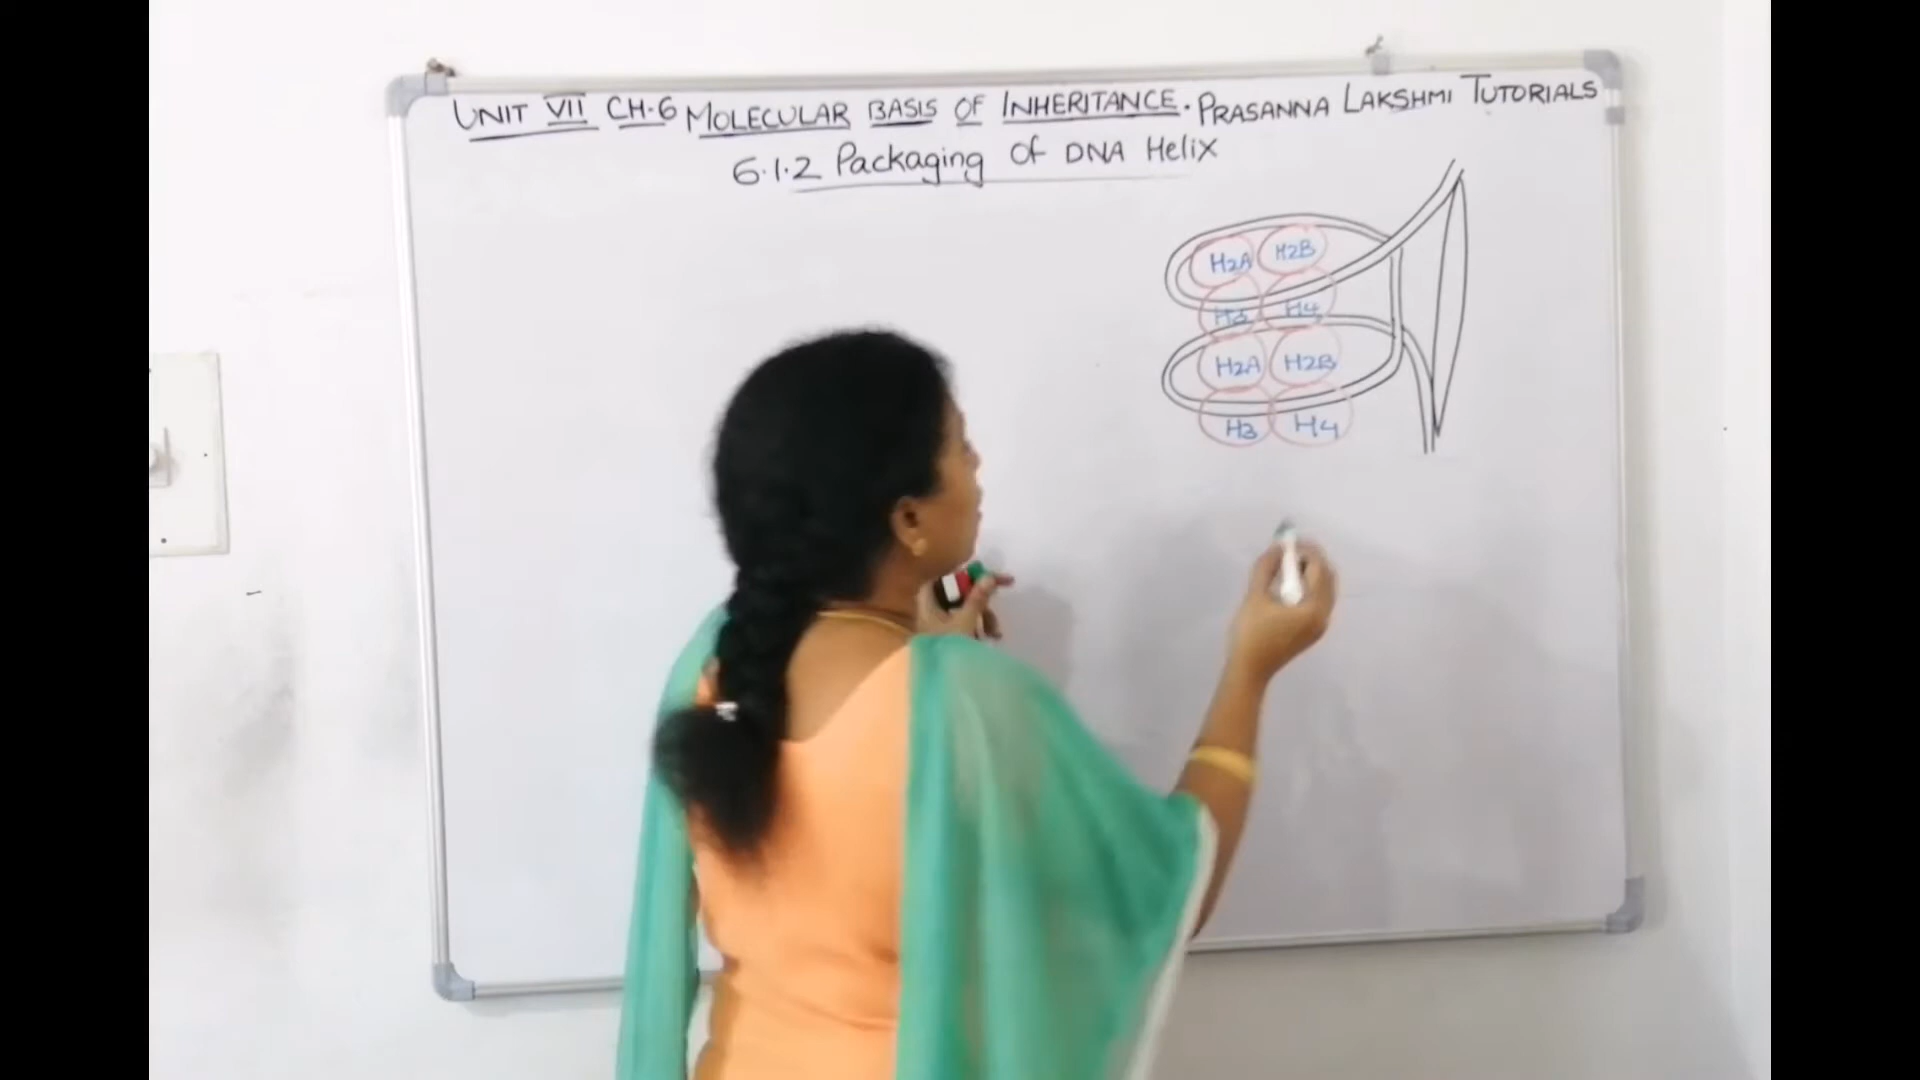 UNIT VII CH.6 MOLECULAR BASIS OF INHERITANCE. PRASANNA LAKSHMI TUTORIALS
6.1.2 Packaging Of DNA Helix
H2A H2B
H3 H4
H2A H2B
H3 H4